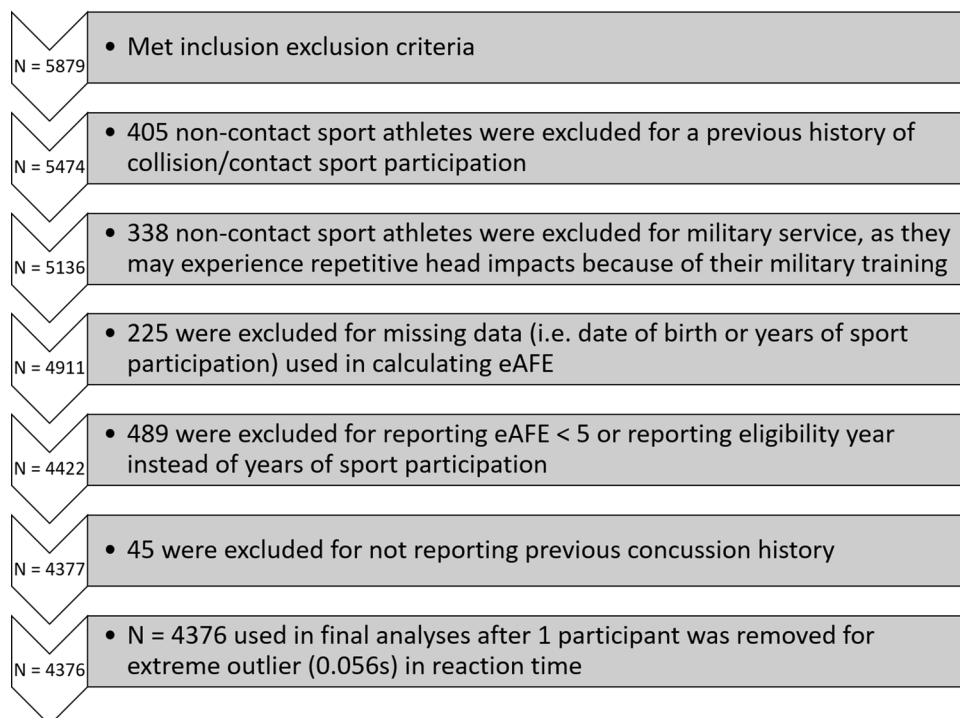 N = 5879
• Met inclusion exclusion criteria
N = 5474
• 405 non-contact sport athletes were excluded for a previous history of
collision/contact sport participation
N = 5136
• 338 non-contact sport athletes were excluded for military service, as they
may experience repetitive head impacts because of their military training
N = 4911
• 225 were excluded for missing data (i.e. date of birth or years of sport
participation) used in calculating eAFE
N = 4422
• 489 were excluded for reporting eAFE < 5 or reporting eligibility year
instead of years of sport participation
N = 4377
• 45 were excluded for not reporting previous concussion history
N = 4376
• N = 4376 used in final analyses after 1 participant was removed for
extreme outlier (0.056s) in reaction time